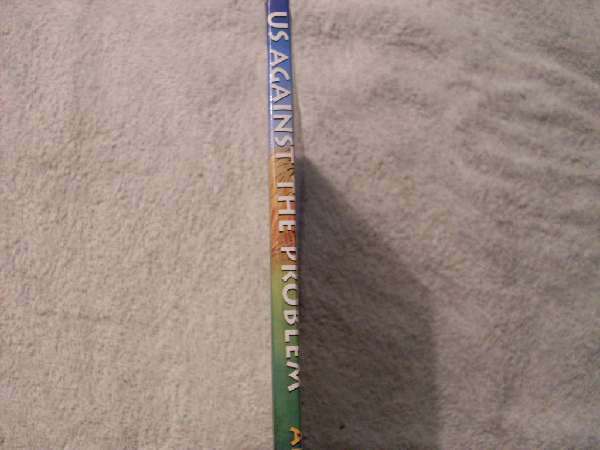 US AGAINST THE PROBLEM
A